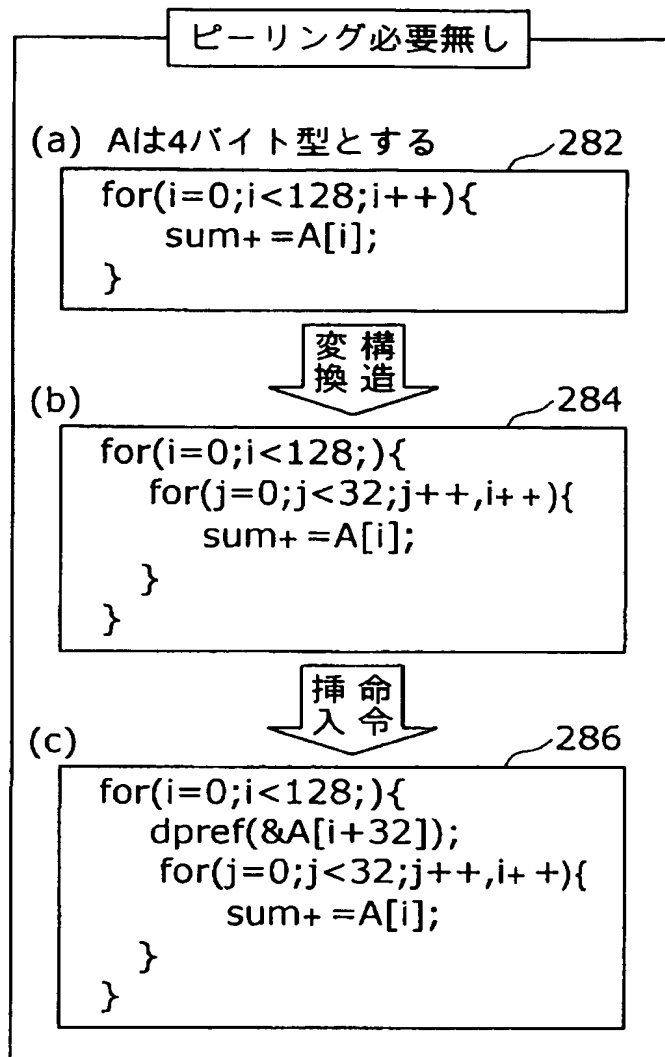 ピーリング必要無し
(a) Aは4バイト型とする
282
for(i=0;i<128;i++){
sum+=A[i];
}
構造
変換
(b)
284
for(i=0;i<128;){
for(j=0;j<32;j++,i++){
sum+=A[i];
}
}
命令
挿入
(c)
286
for(i=0;i<128;){
dpref(&A[i+32]);
for(j=0;j<32;j++,i++){
sum+=A[i];
}
}